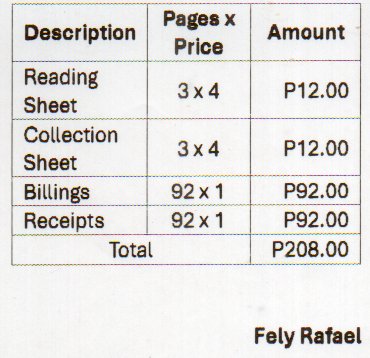 Description Pages x Price Amount
Reading Sheet 3 x 4 P12.00
Collection Sheet 3 x 4 P12.00
Billings 92 x 1 P92.00
Receipts 92 x 1 P92.00
Total P208.00
Fely Rafael